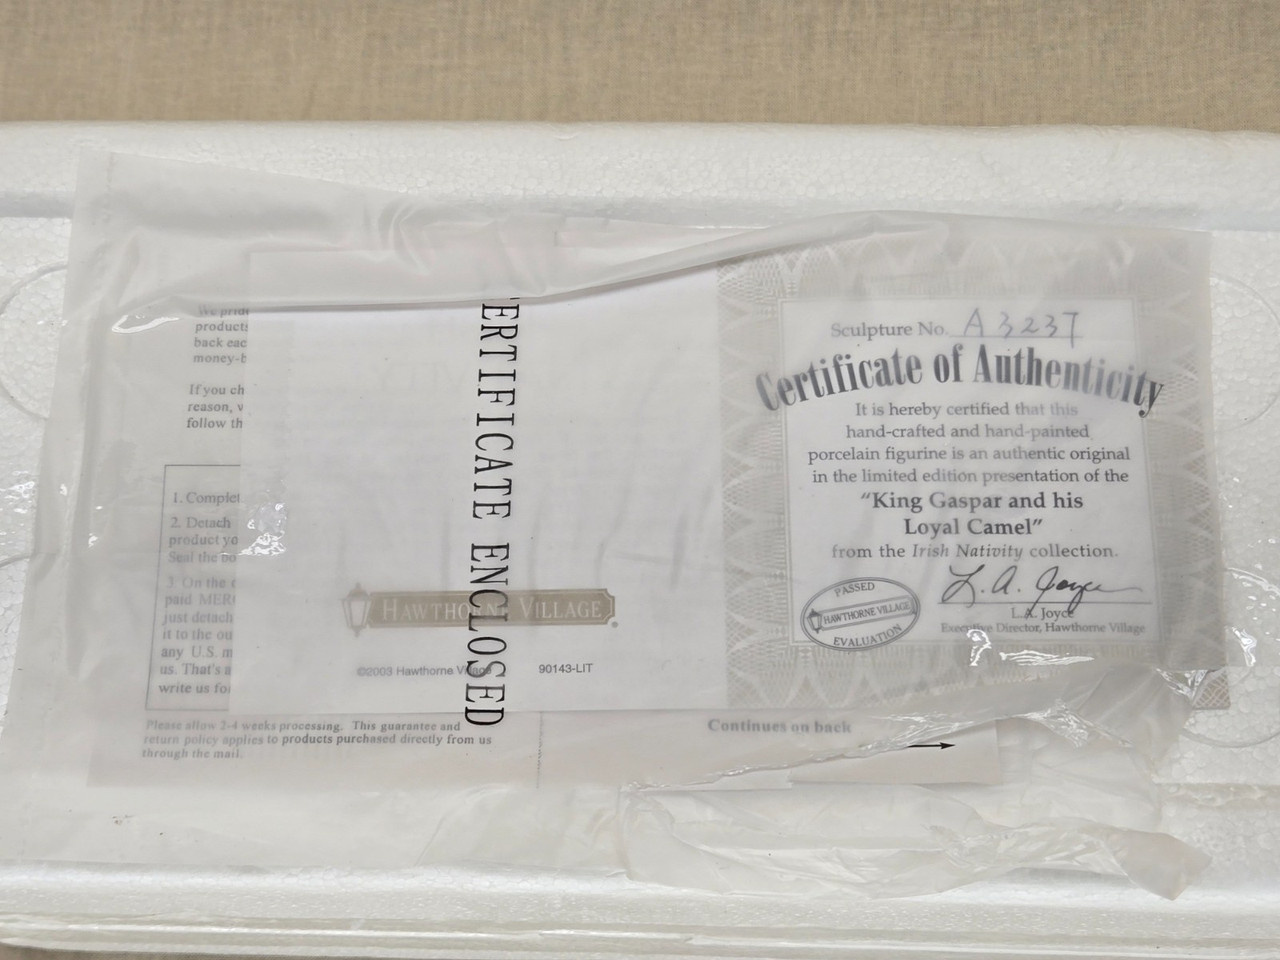 We
products
back eac
money-b
If you ch
reason, v
follow th
1. Complet
2. Detach
product yo
Seal the bo
3. On the
paid MER
just detach
it to the ou
any U.S. m
us. That's a
write us fo
Please allow 2-4 weeks processing. This guarantee and
return policy applies to products purchased directly from us
through the mail.
ERTIFICATE ENCLOSED
HAWTHORNE VILLAGE®
©2003 Hawthorne Village
90143-LIT
Continues on back
Sculpture No. A3237
Certificate of Authenticity
It is hereby certified that this
hand-crafted and hand-painted
porcelain figurine is an authentic original
in the limited edition presentation of the
“King Gaspar and his
Loyal Camel”
from the Irish Nativity collection.
PASSED
HAWTHORNE VILLAGE
EVALUATION
L. A. Joyce
L.A. Joyce
Executive Director, Hawthorne Village